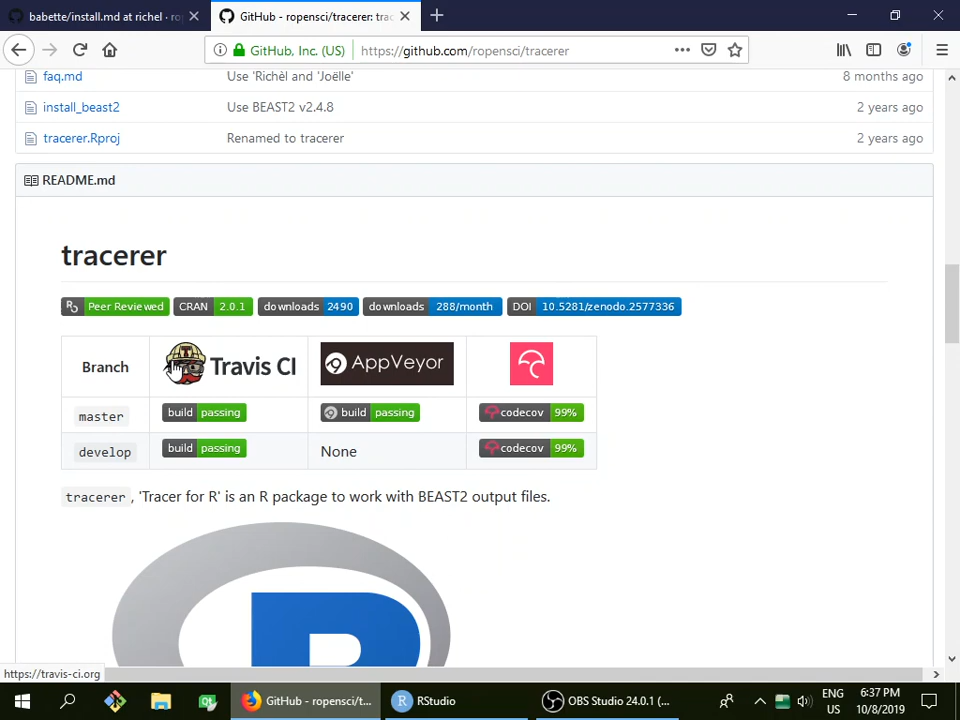 babette/install.md at richel · ro
GitHub - ropensci/tracerer: trac
GitHub, Inc. (US)
https://github.com/ropensci/tracerer
faq.md
Use 'Richèl and 'Joëlle'
8 months ago
install_beast2
Use BEAST2 v2.4.8
2 years ago
tracerer.Rproj
Renamed to tracerer
2 years ago
README.md
tracerer
R Peer Reviewed CRAN 2.0.1 downloads 2490 downloads 288/month DOI 10.5281/zenodo.2577336
Branch Travis CI AppVeyor
master build passing build passing codecov 99%
develop build passing None codecov 99%
tracerer, 'Tracer for R' is an R package to work with BEAST2 output files.
R
https://travis-ci.org
GitHub - ropensci/t...
R RStudio
OBS Studio 24.0.1 (...
ENG
US
6:37 PM
10/8/2019